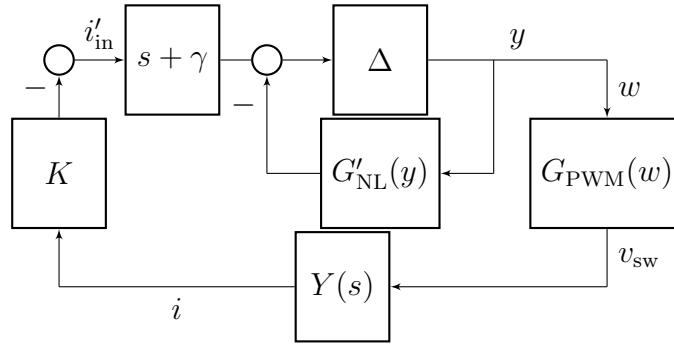 i′in
s + γ
Δ
y
w
−
−
K
G′NL(y)
GPWM(w)
vsw
Y(s)
i